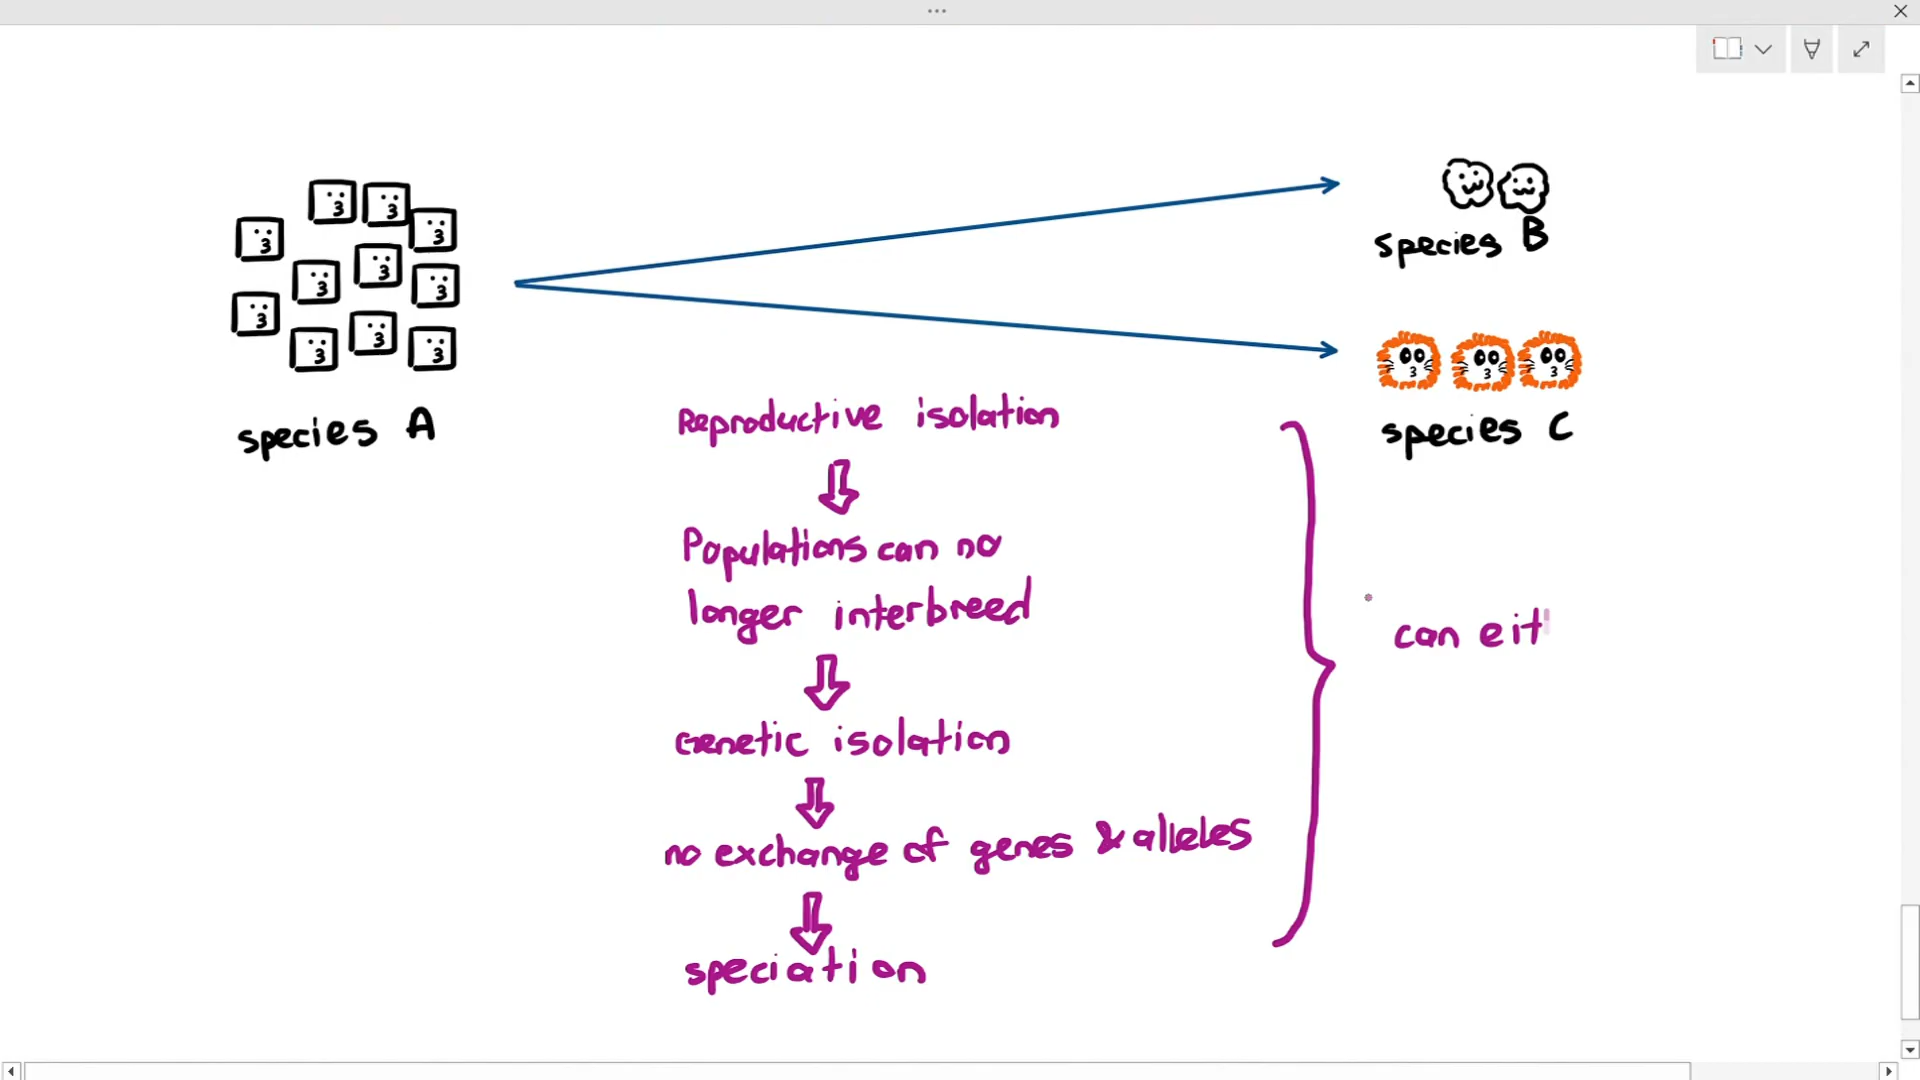 species A
species B
species C
Reproductive isolation
Populations can no
longer interbreed
Genetic isolation
no exchange of genes & alleles
speciation
can eit